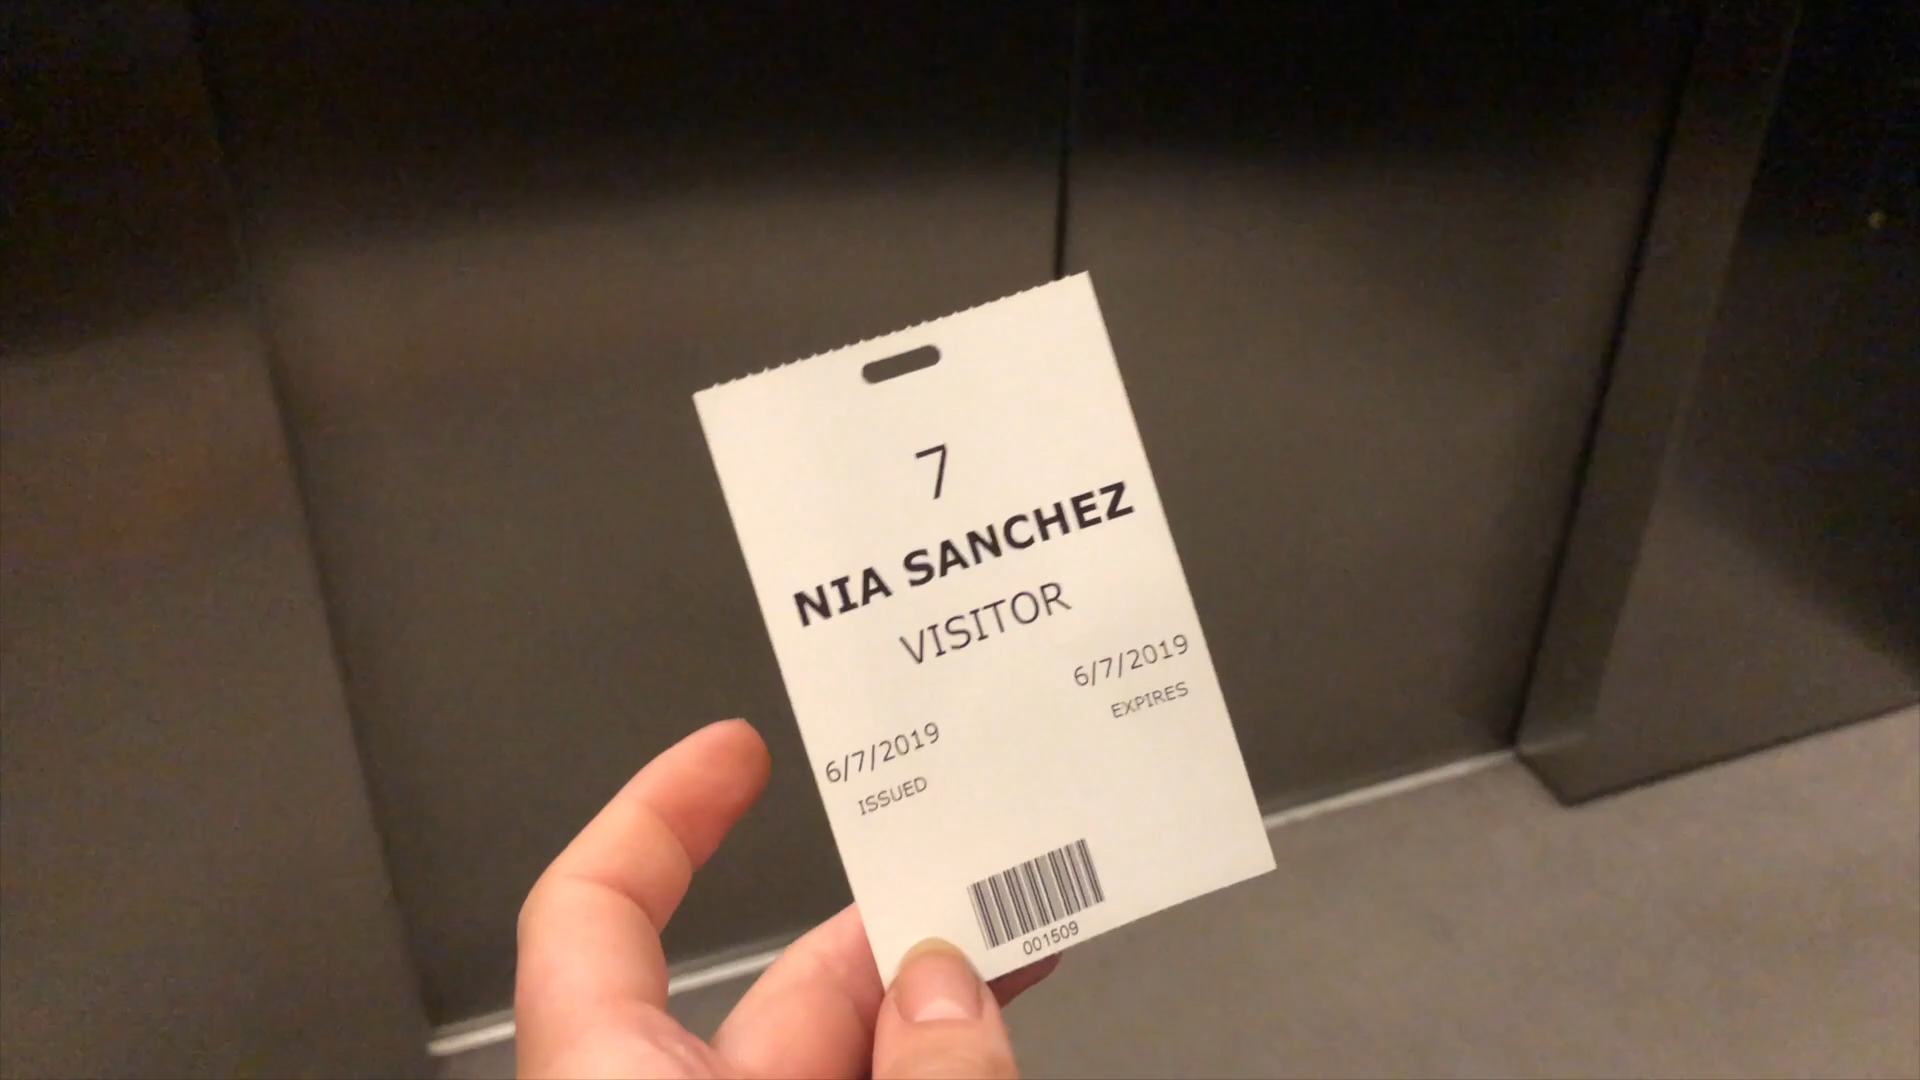 7
NIA SANCHEZ
VISITOR
6/7/2019
EXPIRES
6/7/2019
ISSUED
001509